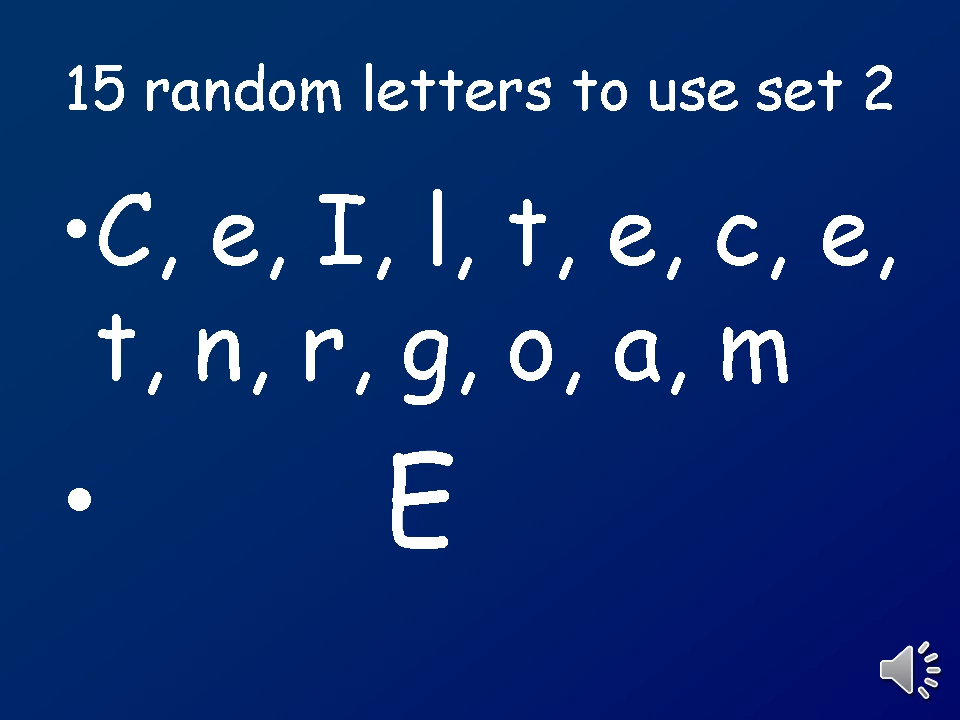 15 random letters to use set 2
•C, e, I, l, t, e, c, e,
t, n, r, g, o, a, m
• E